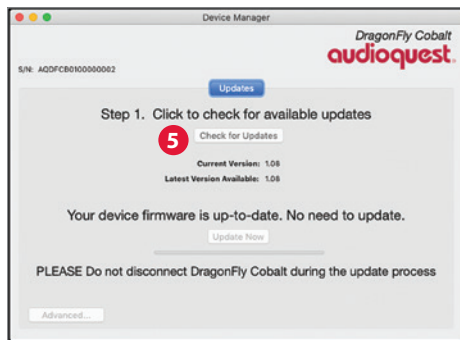 Device Manager
DragonFly Cobalt
audioquest.
S/N: AQDFCB0100000002
Updates
Step 1. Click to check for available updates
5 Check for Updates
Current Version: 1.08
Latest Version Available: 1.08
Your device firmware is up-to-date. No need to update.
Update Now
PLEASE Do not disconnect DragonFly Cobalt during the update process
Advanced...